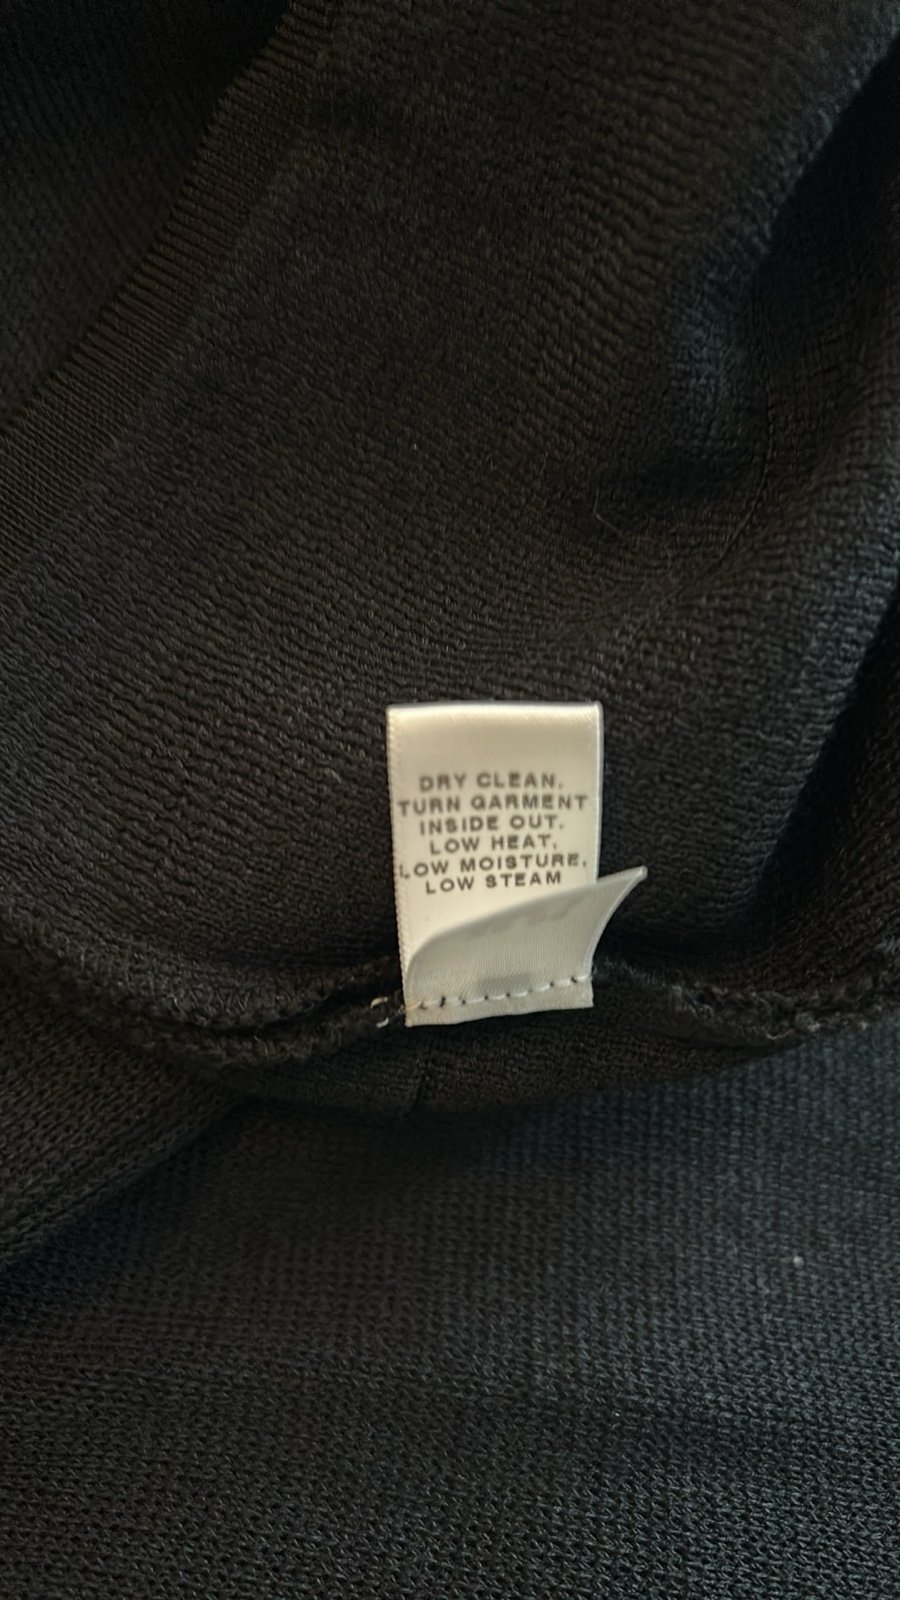 DRY CLEAN.
TURN GARMENT
INSIDE OUT.
LOW HEAT,
LOW MOISTURE,
LOW STEAM